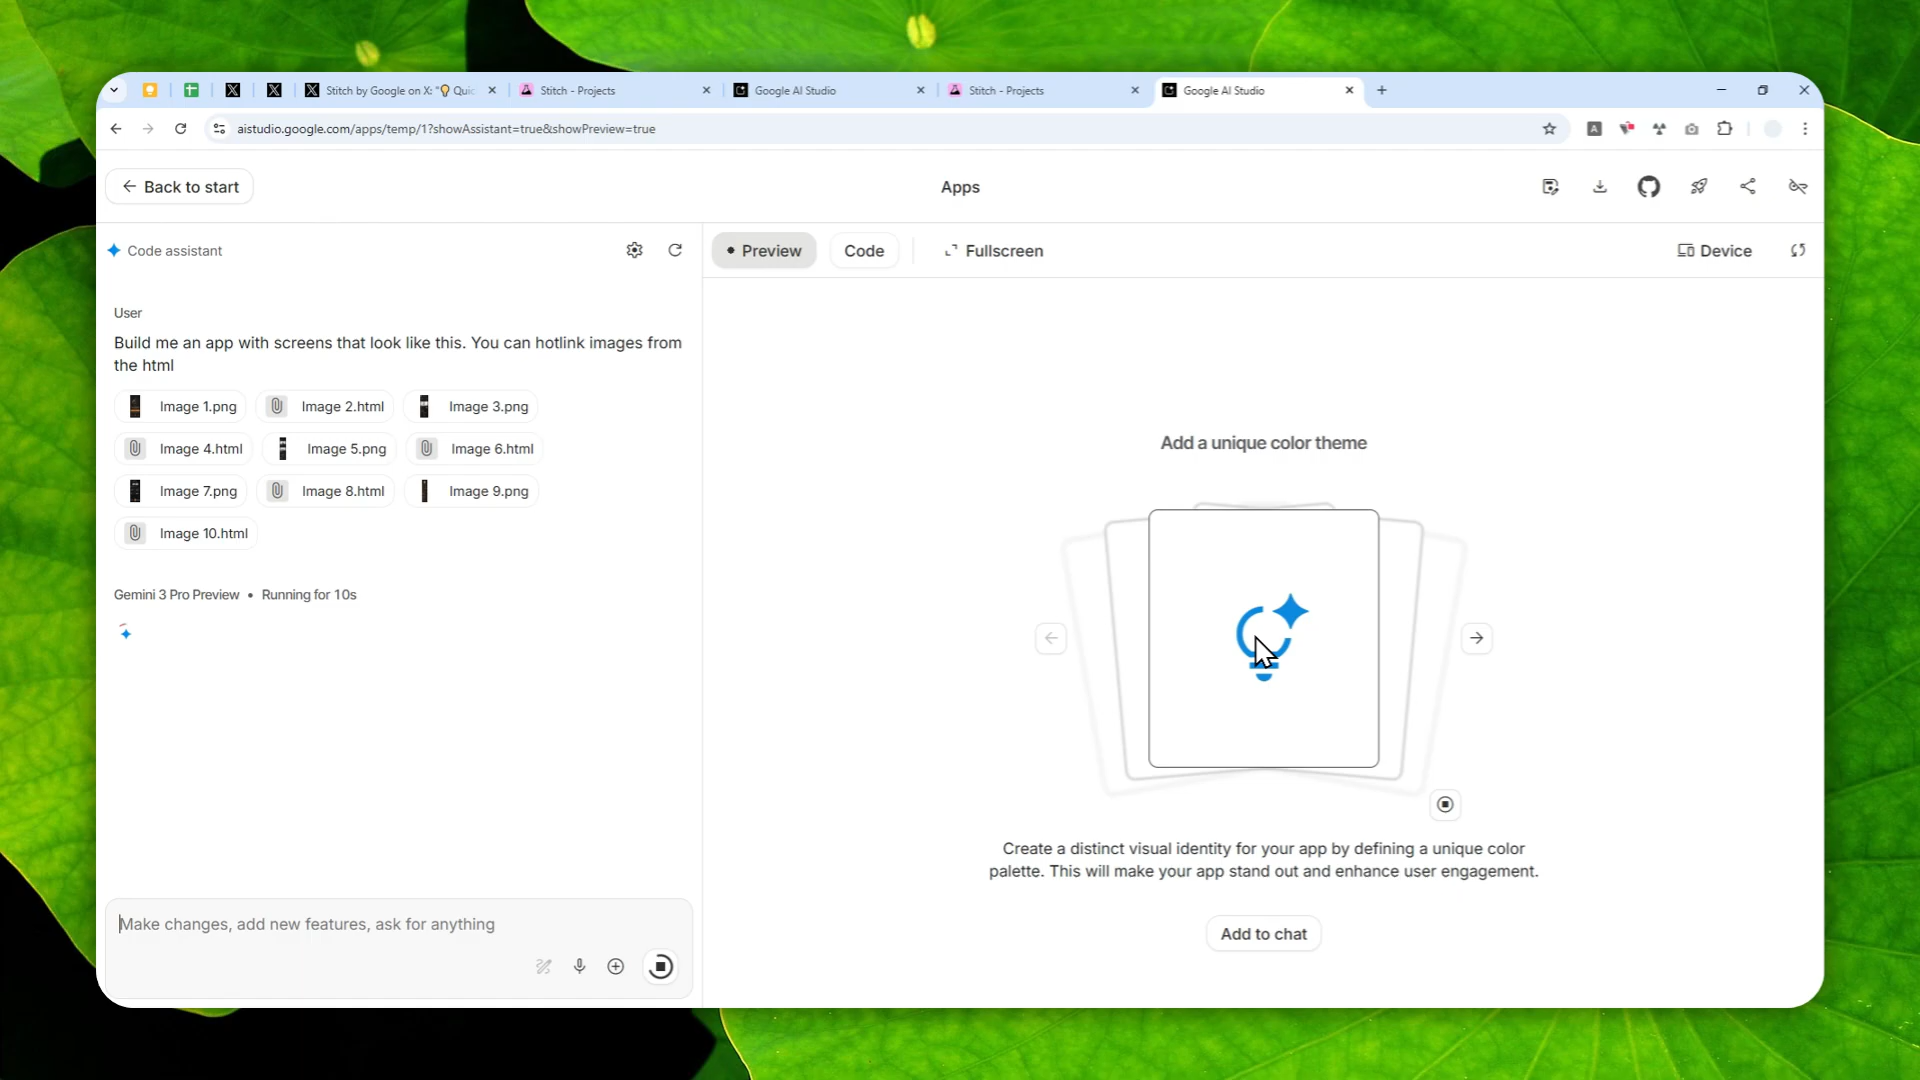 Stitch by Google on X: "💡 Quic
Stitch - Projects
Google AI Studio
Stitch - Projects
Google AI Studio
aistudio.google.com/apps/temp/1?showAssistant=true&showPreview=true
Back to start
Apps
Code assistant
Preview
Code
Fullscreen
Device
User
Build me an app with screens that look like this. You can hotlink images from
the html
Image 1.png
Image 2.html
Image 3.png
Image 4.html
Image 5.png
Image 6.html
Image 7.png
Image 8.html
Image 9.png
Image 10.html
Gemini 3 Pro Preview • Running for 10s
Add a unique color theme
Create a distinct visual identity for your app by defining a unique color
palette. This will make your app stand out and enhance user engagement.
Add to chat
Make changes, add new features, ask for anything